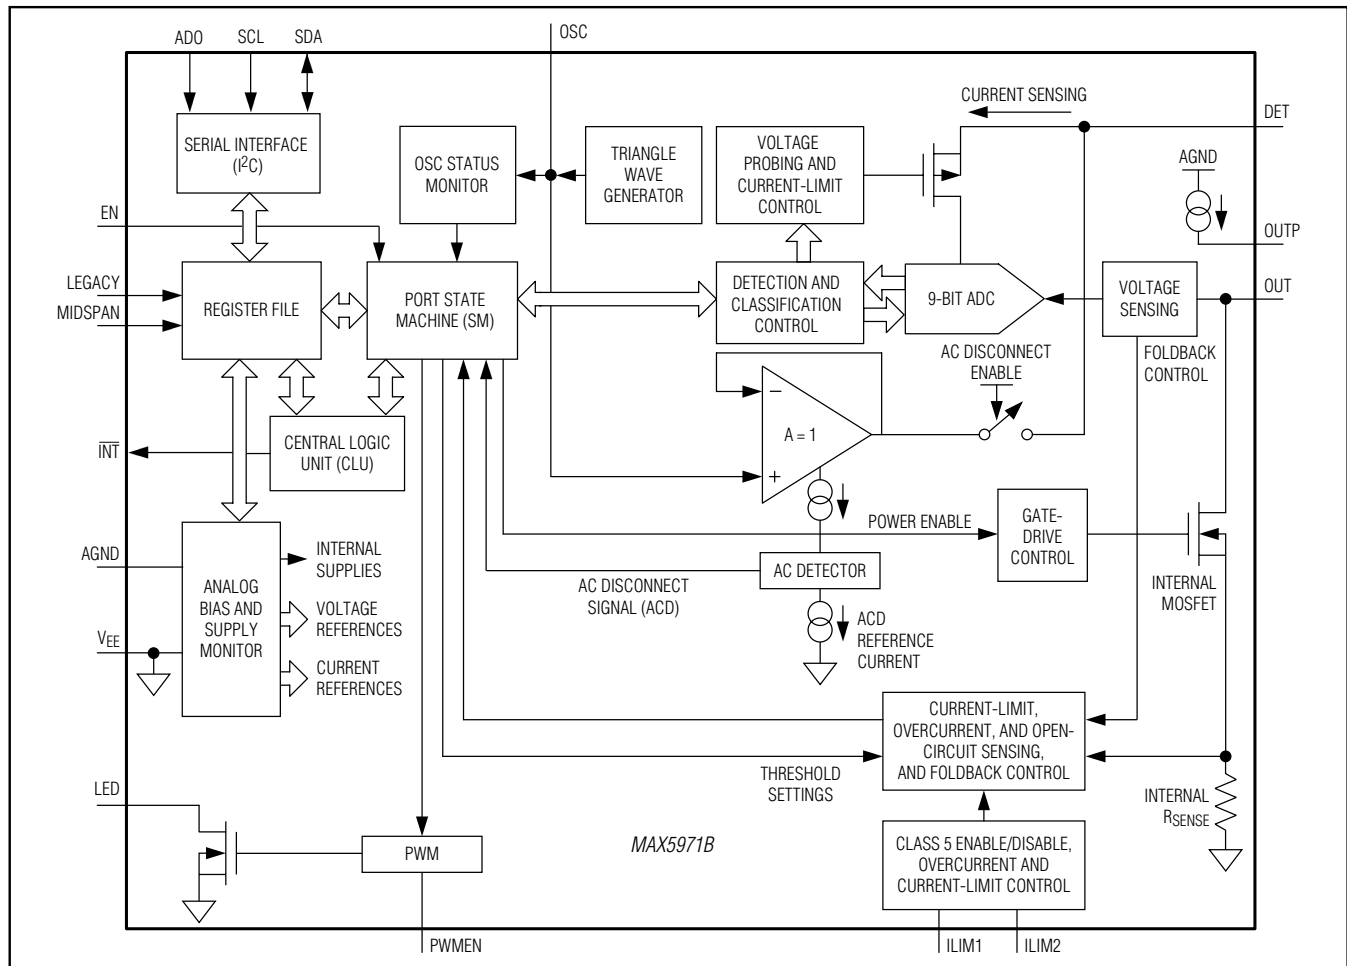 OSC
AD0 SCL SDA
SERIAL INTERFACE
(I²C)
OSC STATUS
MONITOR
TRIANGLE
WAVE
GENERATOR
VOLTAGE
PROBING AND
CURRENT-LIMIT
CONTROL
CURRENT SENSING
DET
AGND
OUTP
EN
LEGACY
MIDSPAN
REGISTER FILE
PORT STATE
MACHINE (SM)
DETECTION AND
CLASSIFICATION
CONTROL
9-BIT ADC
VOLTAGE
SENSING
OUT
FOLDBACK
CONTROL
AC DISCONNECT
ENABLE
−
A = 1
+
INT
CENTRAL LOGIC
UNIT (CLU)
POWER ENABLE
GATE-
DRIVE
CONTROL
INTERNAL
MOSFET
AGND
ANALOG
BIAS AND
SUPPLY
MONITOR
INTERNAL
SUPPLIES
VOLTAGE
REFERENCES
CURRENT
REFERENCES
VEE
AC DISCONNECT
SIGNAL (ACD)
AC DETECTOR
ACD
REFERENCE
CURRENT
CURRENT-LIMIT,
OVERCURRENT, AND OPEN-
CIRCUIT SENSING,
AND FOLDBACK CONTROL
THRESHOLD
SETTINGS
INTERNAL
RSENSE
LED
PWM
MAX5971B
CLASS 5 ENABLE/DISABLE,
OVERCURRENT AND
CURRENT-LIMIT CONTROL
PWMEN
ILIM1 ILIM2